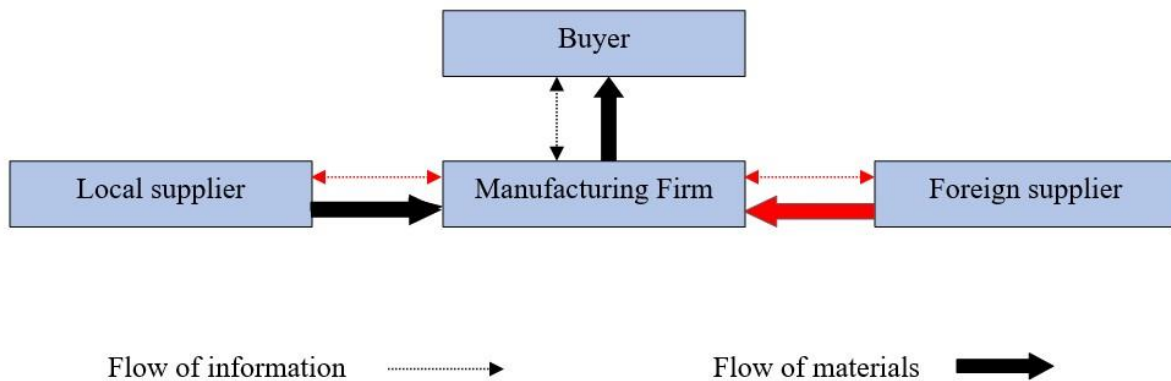 Buyer
Local supplier
Manufacturing Firm
Foreign supplier
Flow of information
Flow of materials